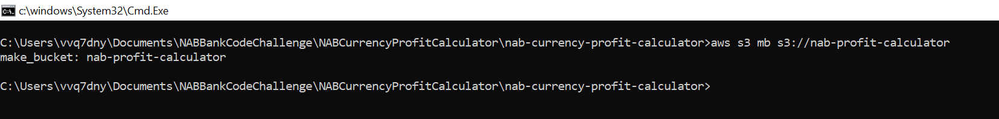 c:\windows\System32\Cmd.Exe
C:\Users\vvq7dny\Documents\NABBankCodeChallenge\NABCurrencyProfitCalculator\nab-currency-profit-calculator>aws s3 mb s3://nab-profit-calculator
make_bucket: nab-profit-calculator
C:\Users\vvq7dny\Documents\NABBankCodeChallenge\NABCurrencyProfitCalculator\nab-currency-profit-calculator>